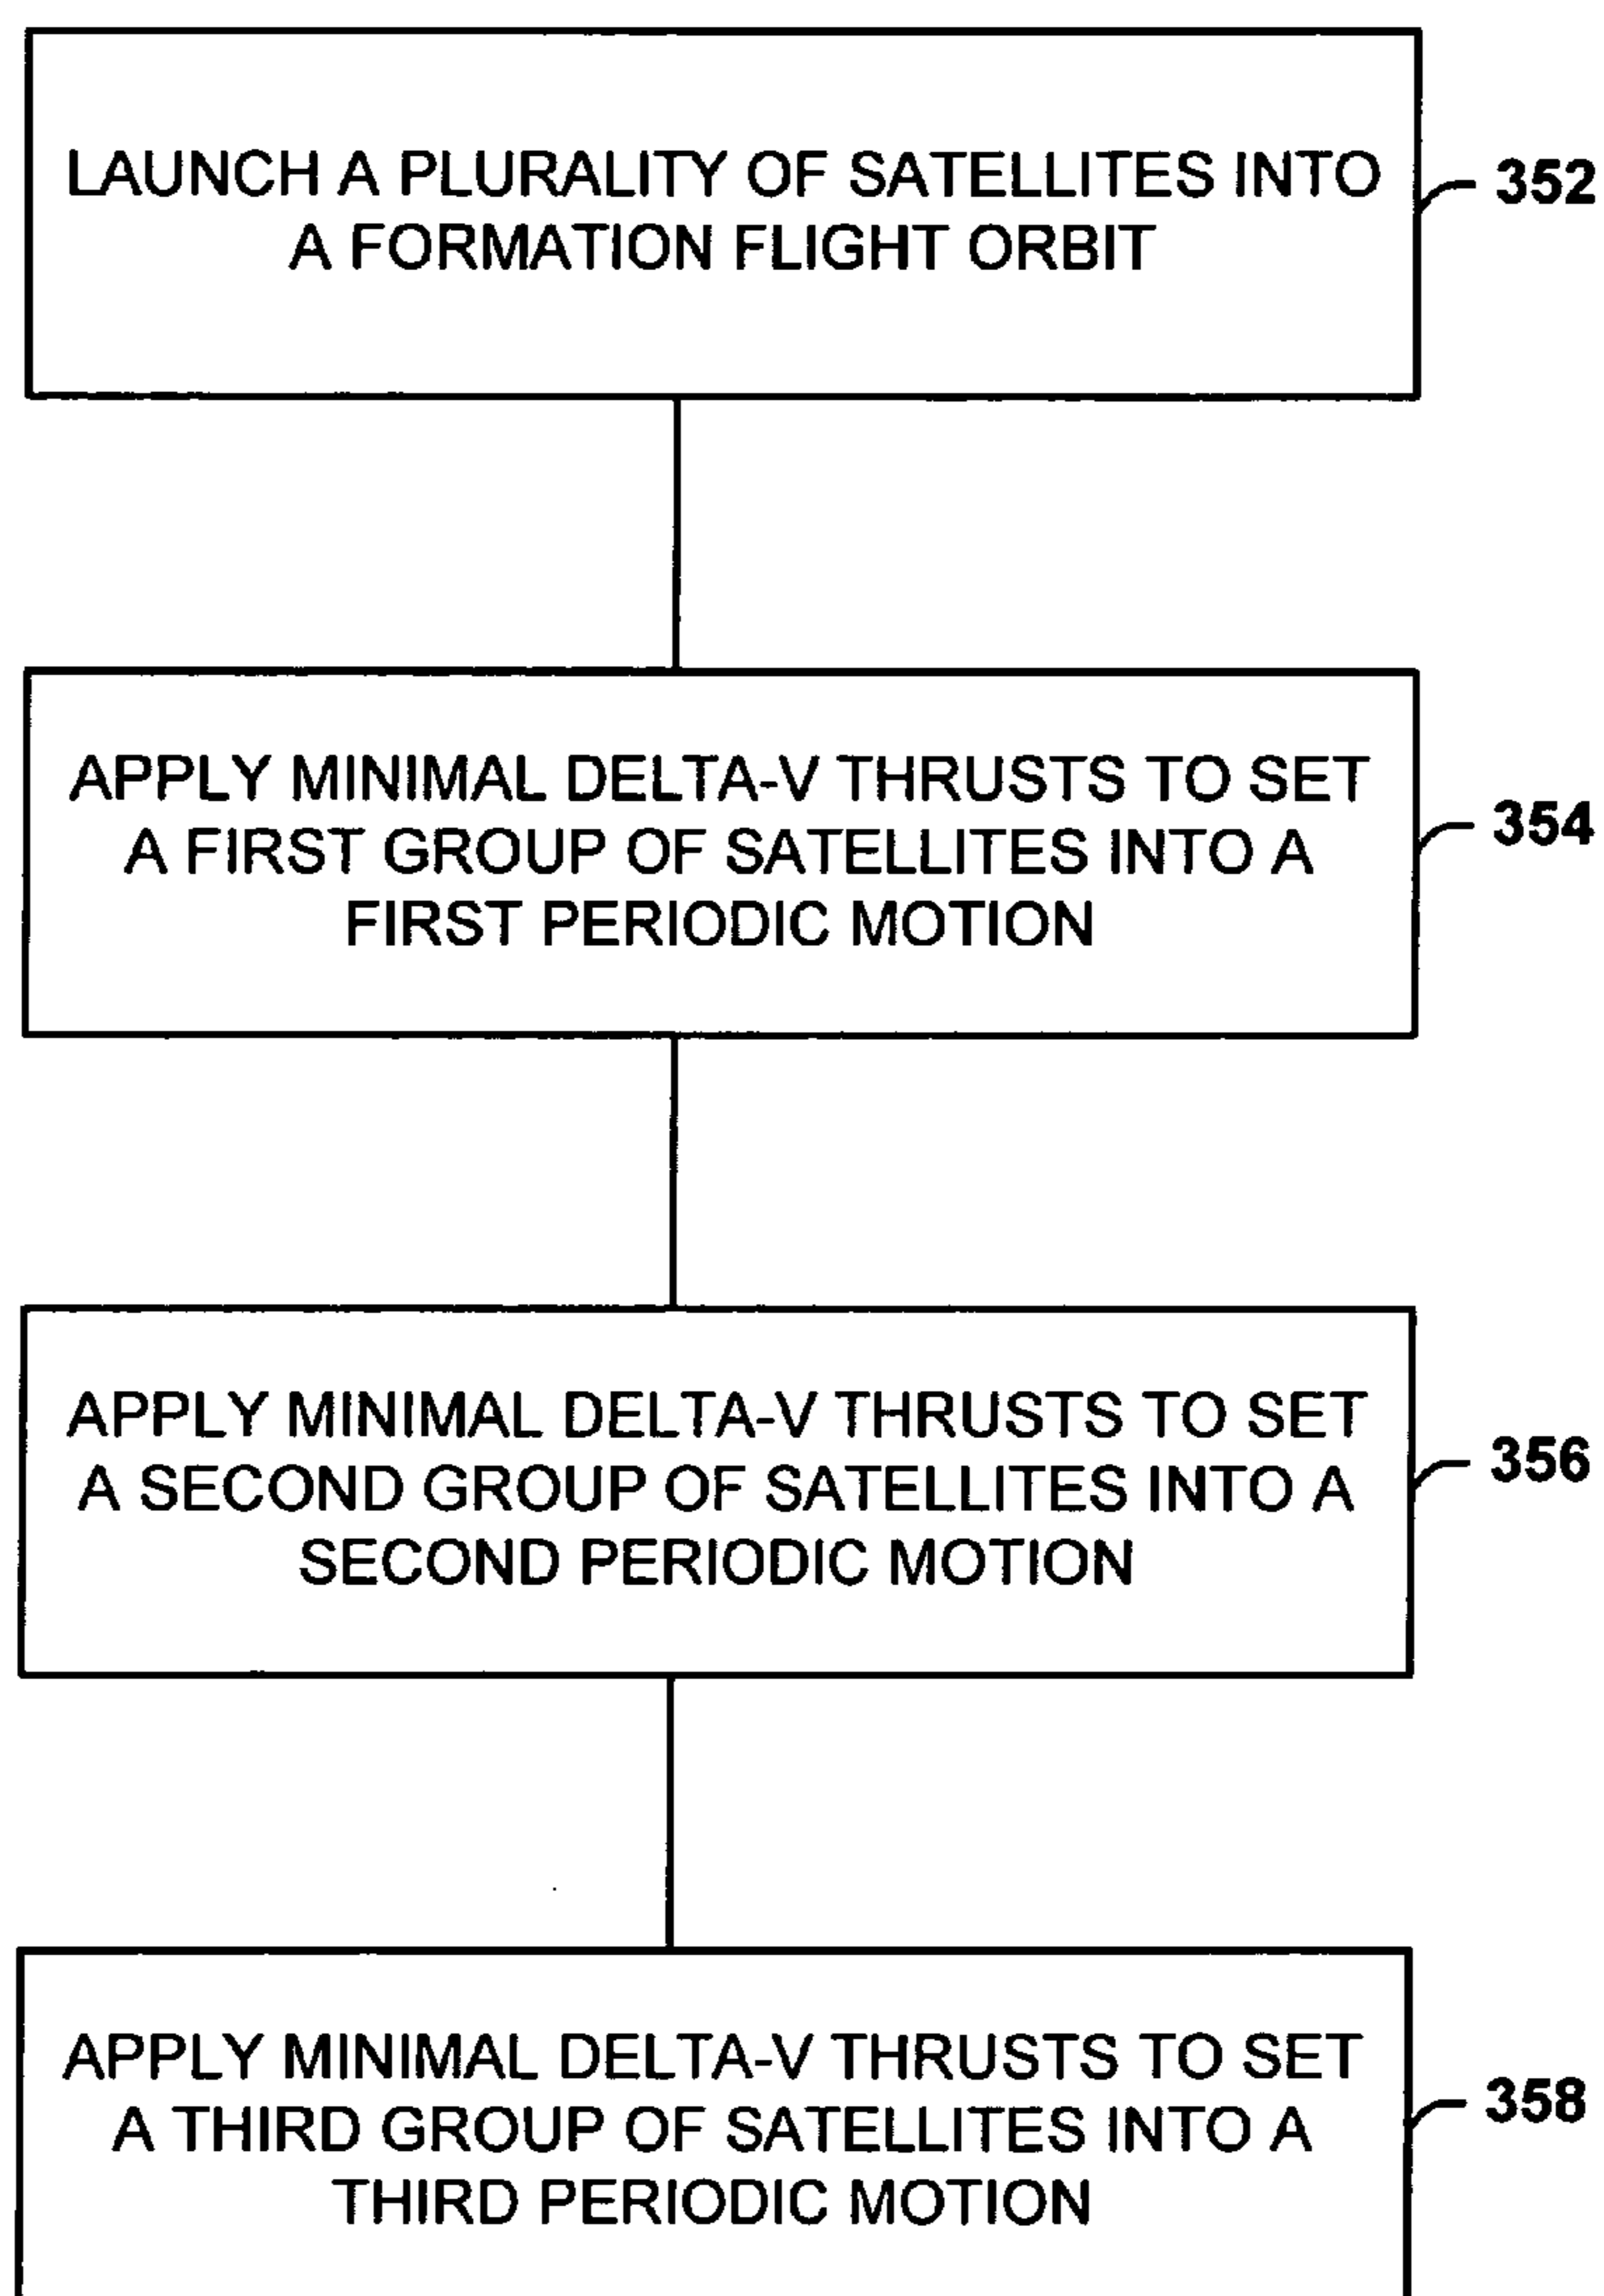 LAUNCH A PLURALITY OF SATELLITES INTO
A FORMATION FLIGHT ORBIT
352
APPLY MINIMAL DELTA-V THRUSTS TO SET
A FIRST GROUP OF SATELLITES INTO A
FIRST PERIODIC MOTION
354
APPLY MINIMAL DELTA-V THRUSTS TO SET
A SECOND GROUP OF SATELLITES INTO A
SECOND PERIODIC MOTION
356
APPLY MINIMAL DELTA-V THRUSTS TO SET
A THIRD GROUP OF SATELLITES INTO A
THIRD PERIODIC MOTION
358